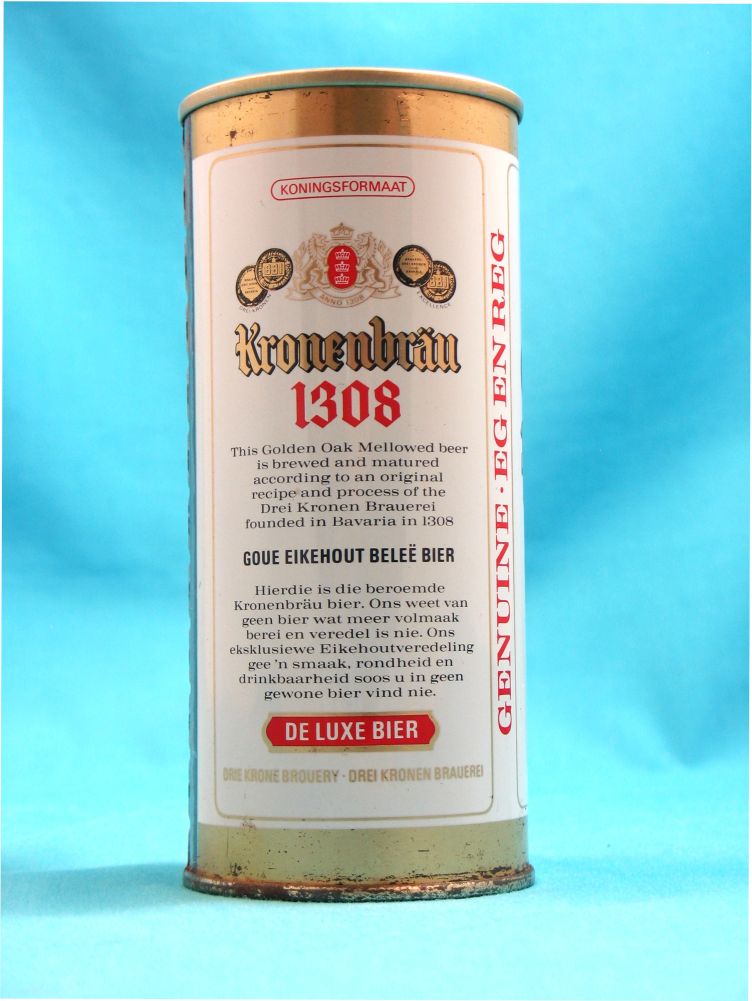 KONINGSFORMAAT
ANNO 1308
DREI KRONEN
EXCELLENCE
Kronenbräu
1308
This Golden Oak Mellowed beer
is brewed and matured
according to an original
recipe and process of the
Drei Kronen Brauerei
founded in Bavaria in 1308
GOUE EIKEHOUT BELEË BIER
Hierdie is die beroemde
Kronenbräu bier. Ons weet van
geen bier wat meer volmaak
berei en veredel is nie. Ons
eksklusiewe Eikehoutveredeling
gee 'n smaak, rondheid en
drinkbaarheid soos u in geen
gewone bier vind nie.
DE LUXE BIER
DRIE KRONE BROUERY · DREI KRONEN BRAUEREI
GENUINE · EG EN REG